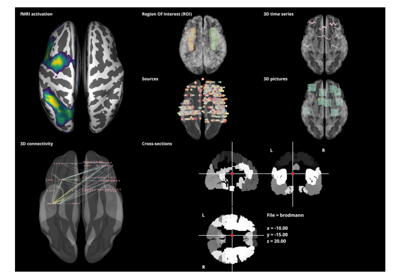 fMRI activation
Region Of Interest (ROI)
3D time series
Sources
3D pictures
3D connectivity
Cross-sections
L
R
L
File = brodmann
x = -10.00
y = -15.00
z = 20.00
R